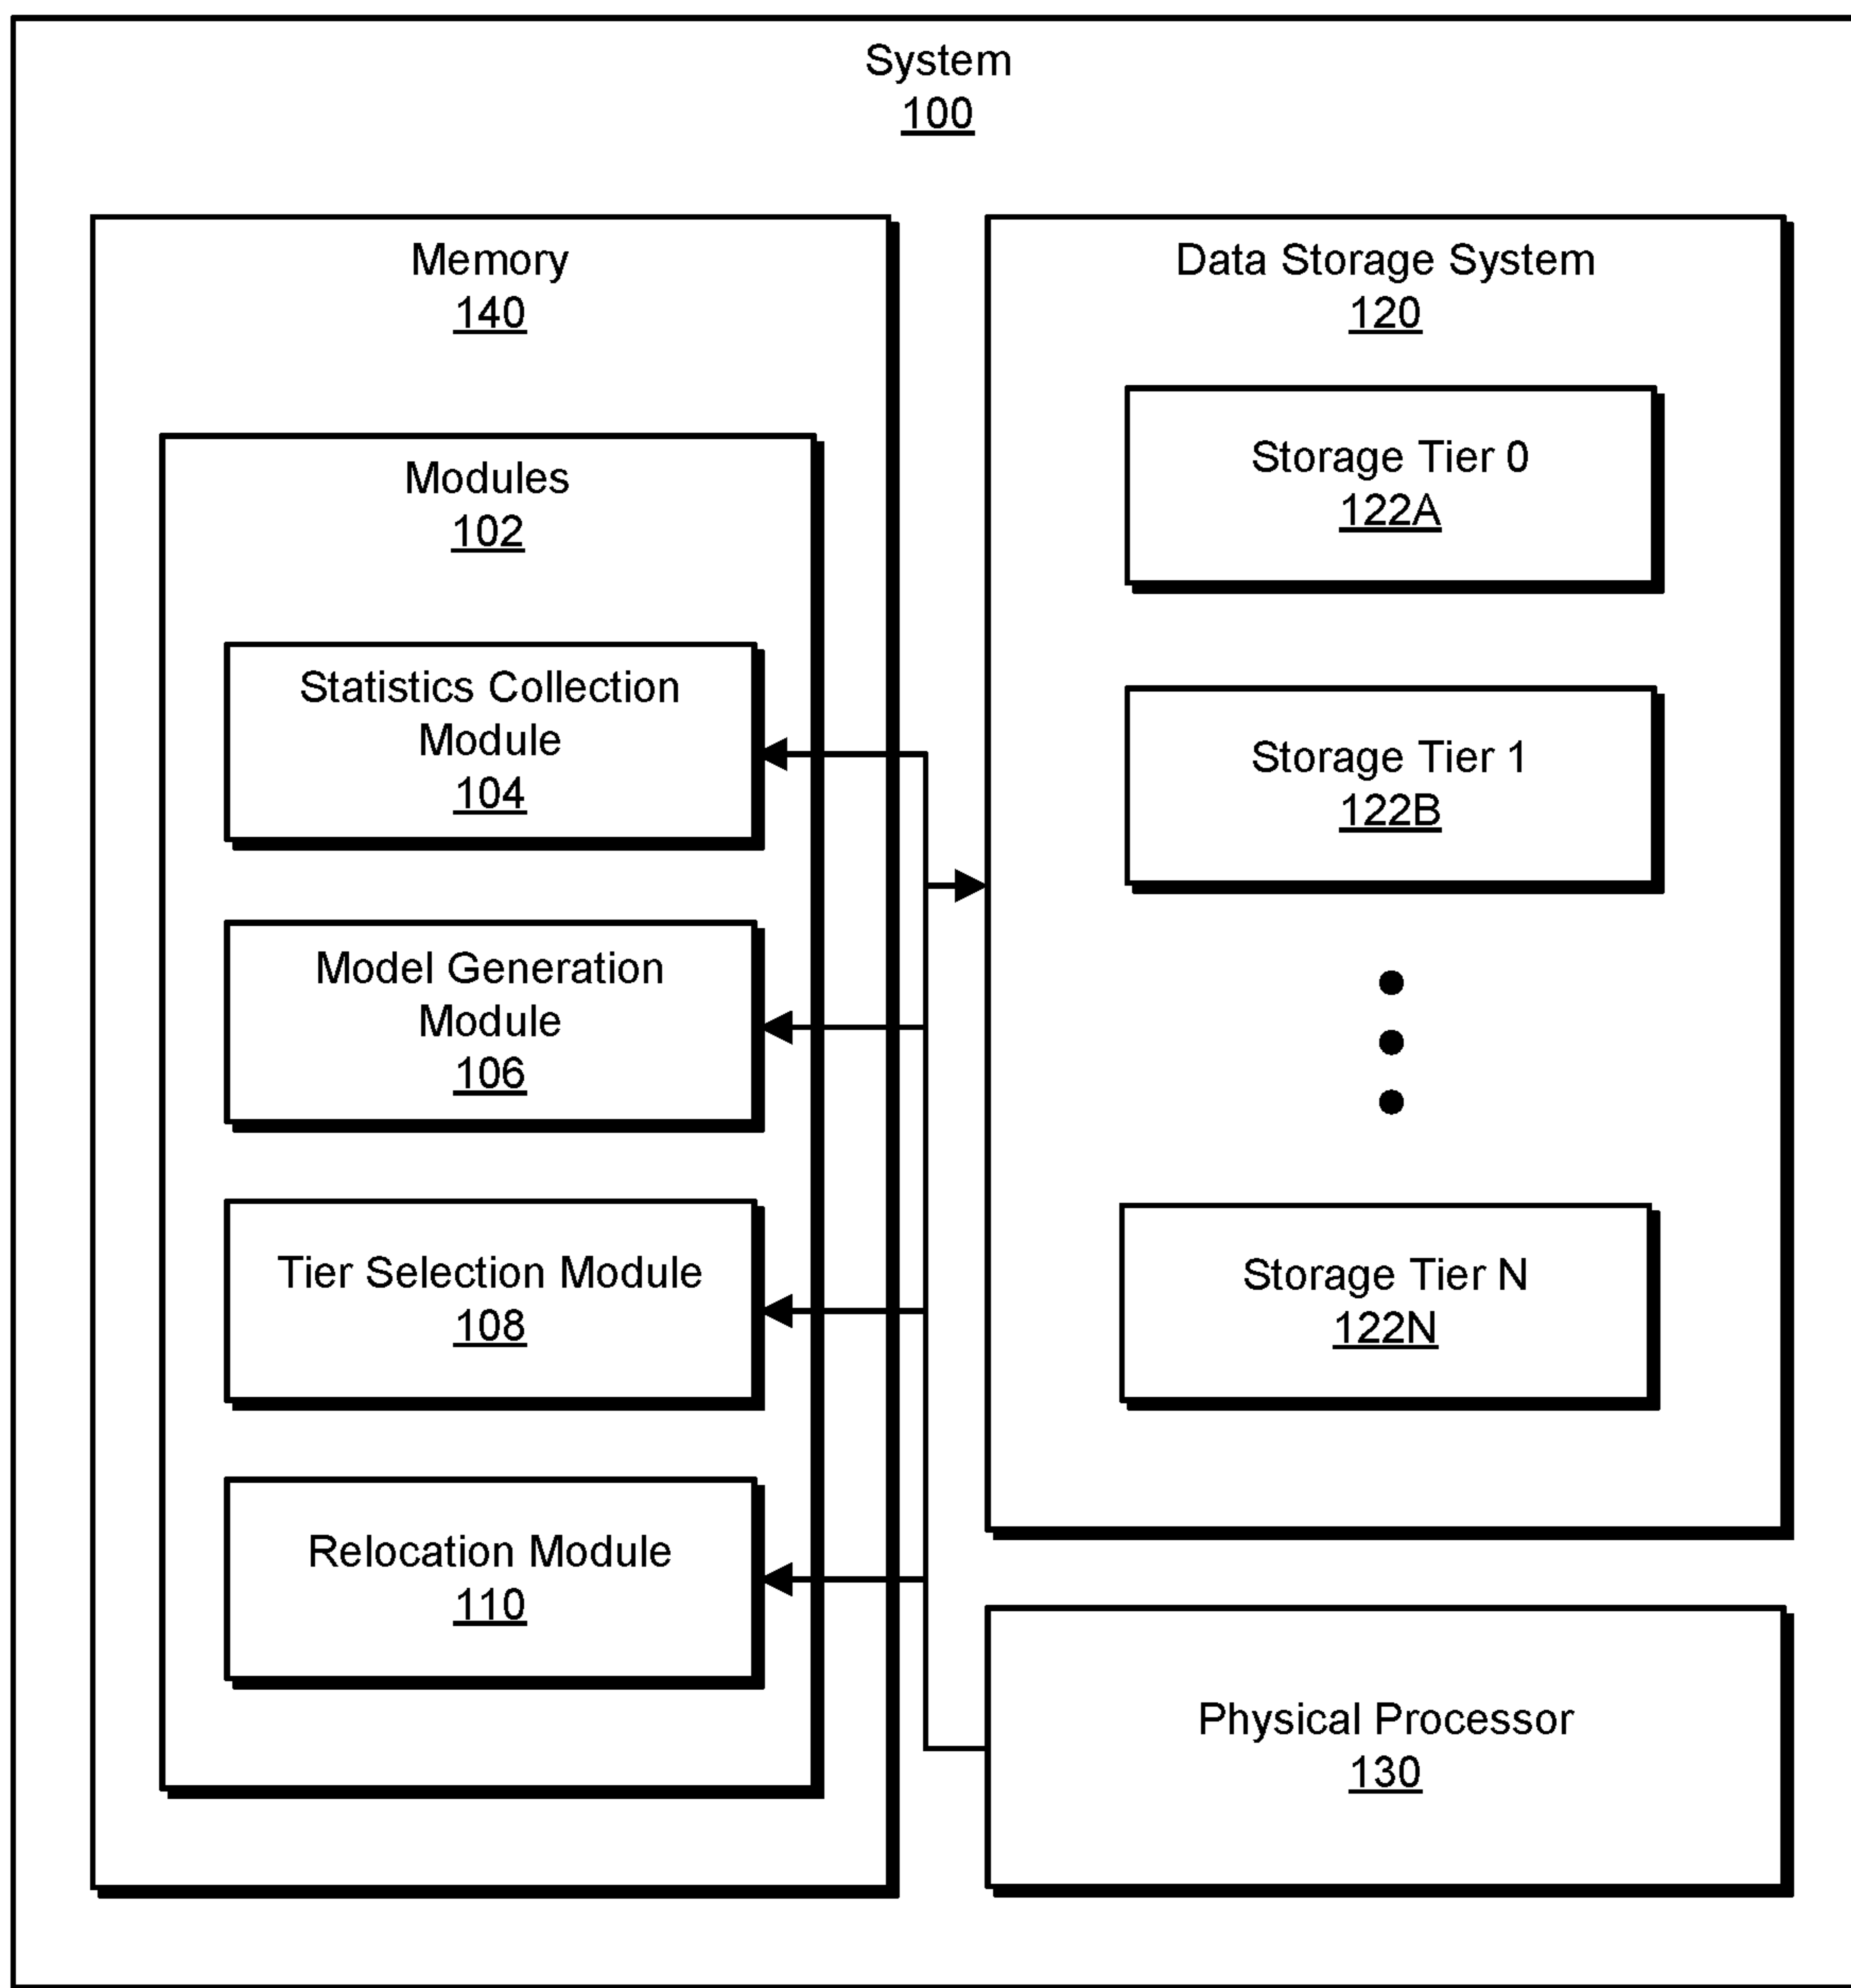 System
100
Memory
140
Modules
102
Statistics Collection
Module
104
Model Generation
Module
106
Tier Selection Module
108
Relocation Module
110
Data Storage System
120
Storage Tier 0
122A
Storage Tier 1
122B
Storage Tier N
122N
Physical Processor
130